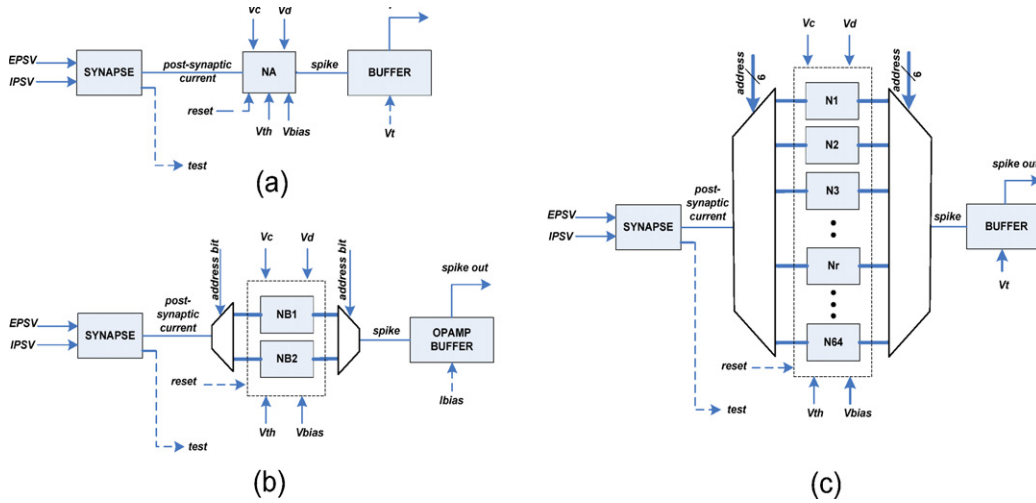 Vc
Vd
EPSV
IPSV
SYNAPSE
post-synaptic
current
NA
spike
BUFFER
reset
Vth
Vbias
Vt
test
(a)
address bit
Vc
Vd
address bit
spike out
EPSV
IPSV
SYNAPSE
post-
synaptic
current
NB1
NB2
spike
OPAMP
BUFFER
reset
Vth
Vbias
Ibias
test
(b)
Vc
Vd
address
6
address
6
N1
N2
N3
Nr
N64
EPSV
IPSV
SYNAPSE
post-
synaptic
current
spike
spike out
BUFFER
Vt
reset
test
Vth
Vbias
(c)